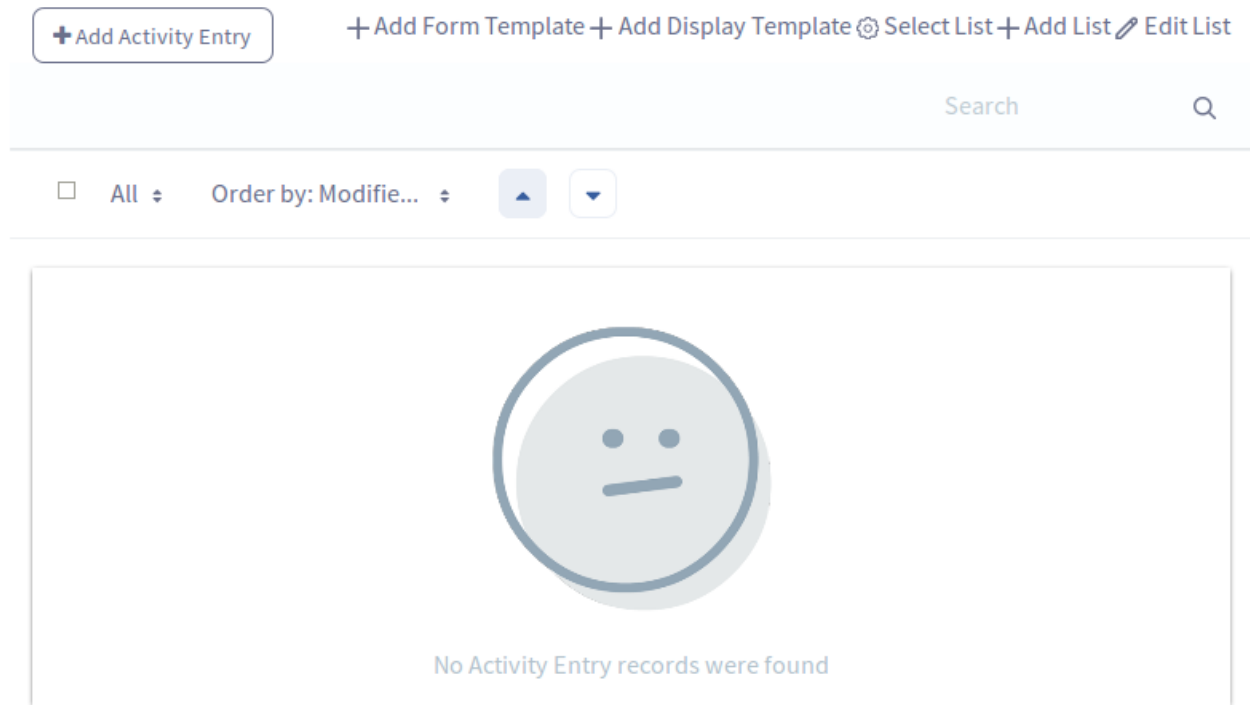 Add Activity Entry
Add Form Template Add Display Template Select List Add List Edit List
Search
All Order by: Modifie...
No Activity Entry records were found